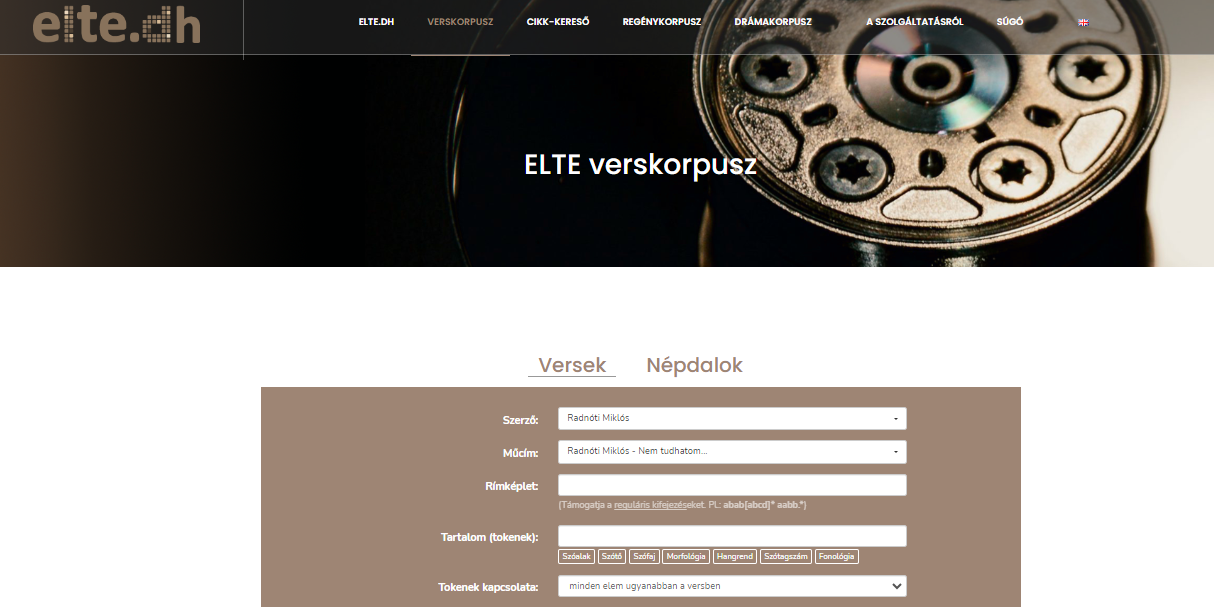 elte.dh
ELTE.DH VERSKORPUSZ CIKK-KERESŐ REGÉNYKORPUSZ DRÁMAKORPUSZ A SZOLGÁLTATÁSRÓL SÚGÓ
ELTE verskorpusz
Versek Népdalok
Szerző: Radnóti Miklós
Műcím: Radnóti Miklós - Nem tudhatom...
Rímképlet:
(Támogatja a reguláris kifejezéseket. PL: abab[abcd]* aabb.*)
Tartalom (tokenek):
Szóalak Szótő Szófaj Morfológia Hangrend Szótagszám Fonológia
Tokenek kapcsolata: minden elem ugyanabban a versben